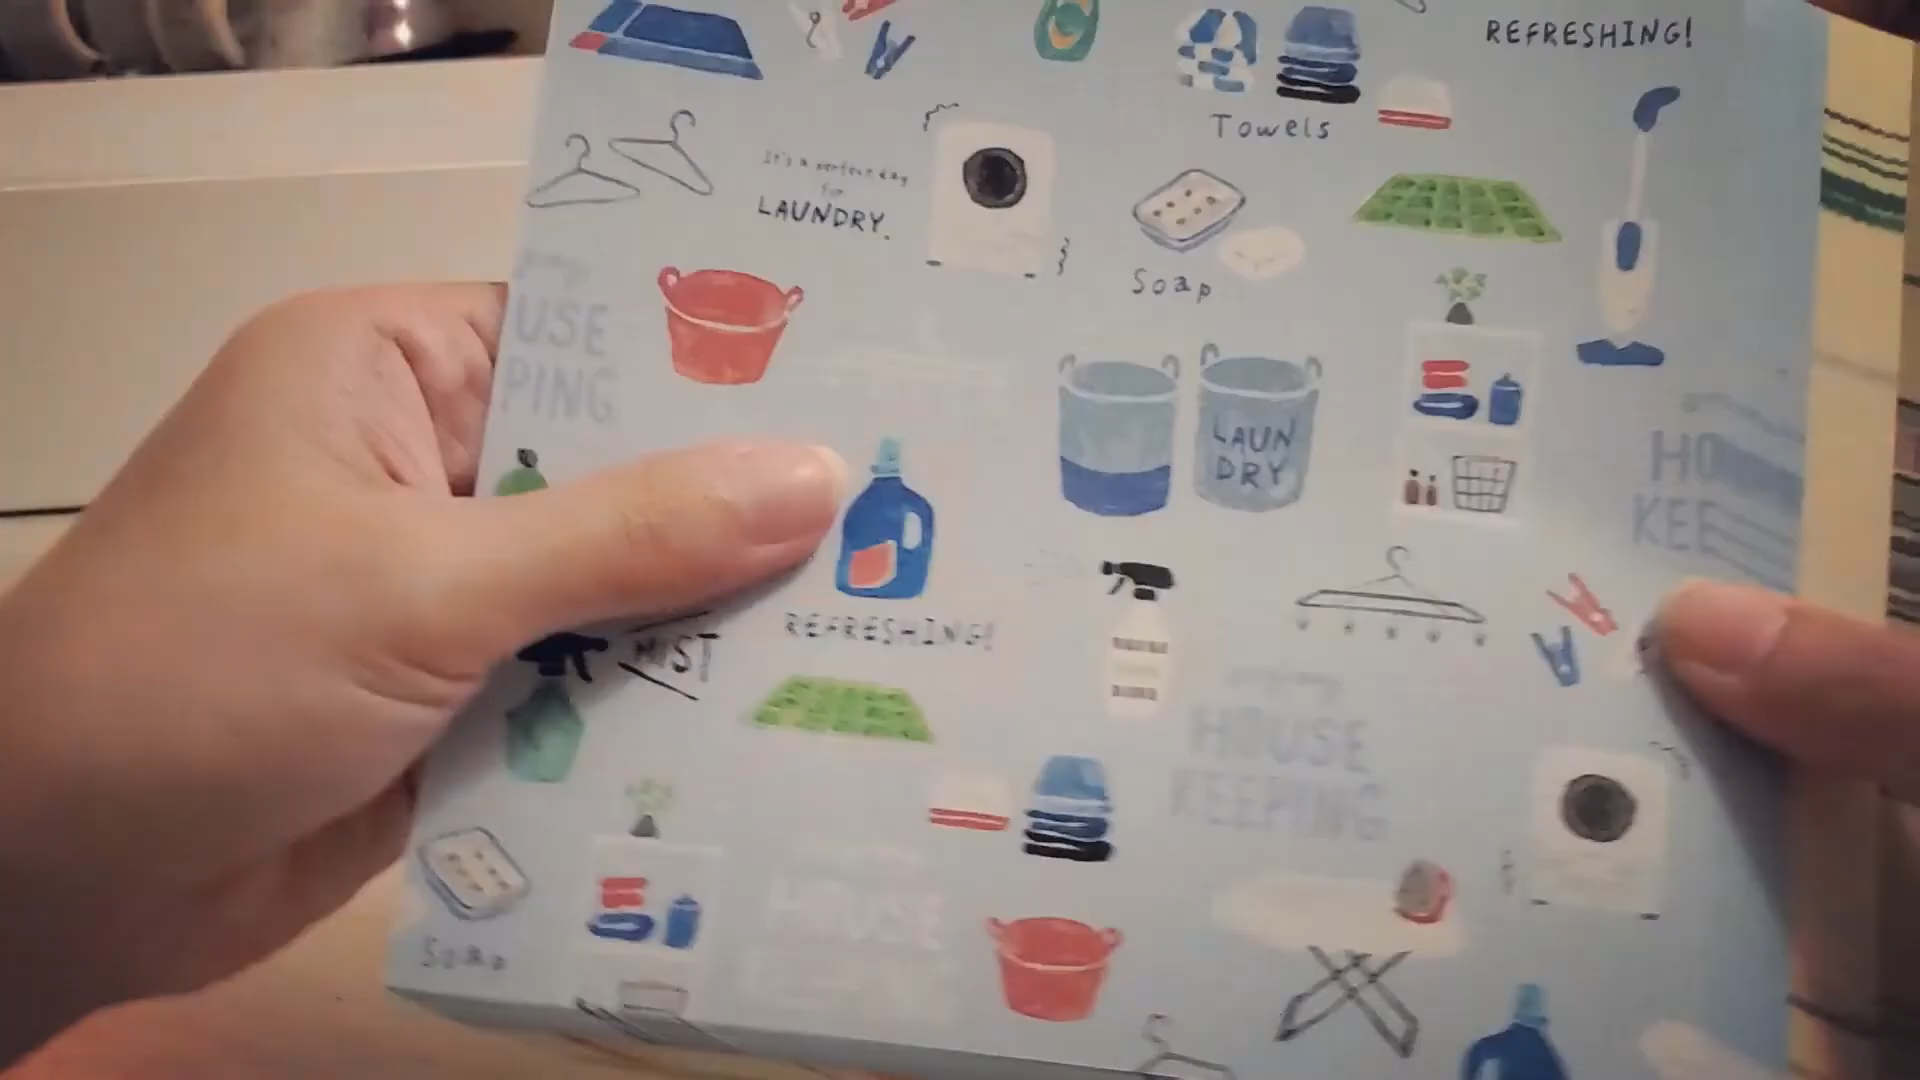 REFRESHING!
Towels
It's a perfect day
for
LAUNDRY.
Soap
USE
PING
LAUN
DRY
HO
KEE
REFRESHING!
MIST
HOUSE
KEEPING
HOUSE
Soap